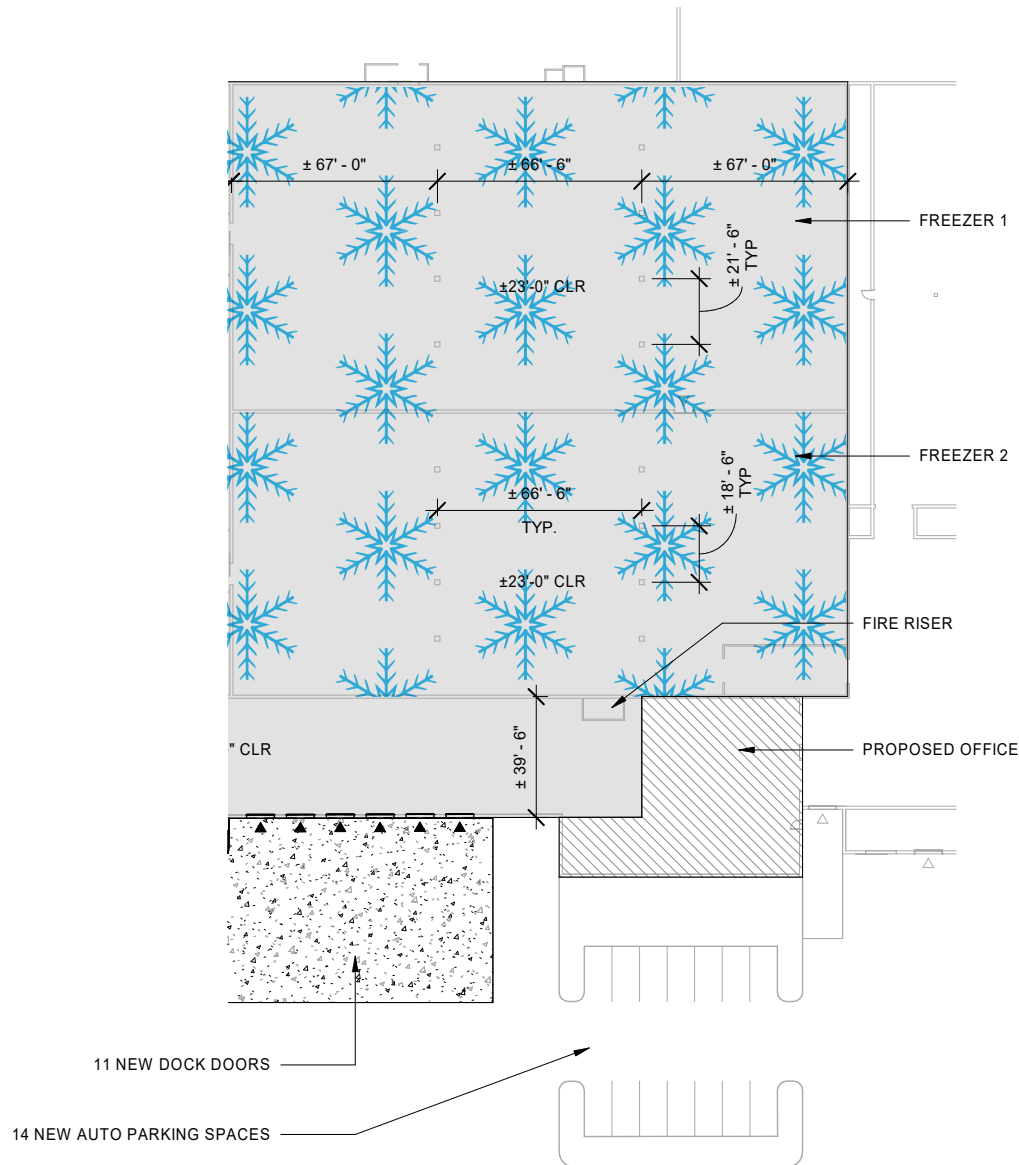 ± 67' - 0"
± 66' - 6"
± 67' - 0"
FREEZER 1
± 21' - 6"
TYP
±23'-0" CLR
FREEZER 2
± 18' - 6"
TYP
± 66' - 6"
TYP.
±23'-0" CLR
FIRE RISER
" CLR
± 39' - 6"
PROPOSED OFFICE
11 NEW DOCK DOORS
14 NEW AUTO PARKING SPACES